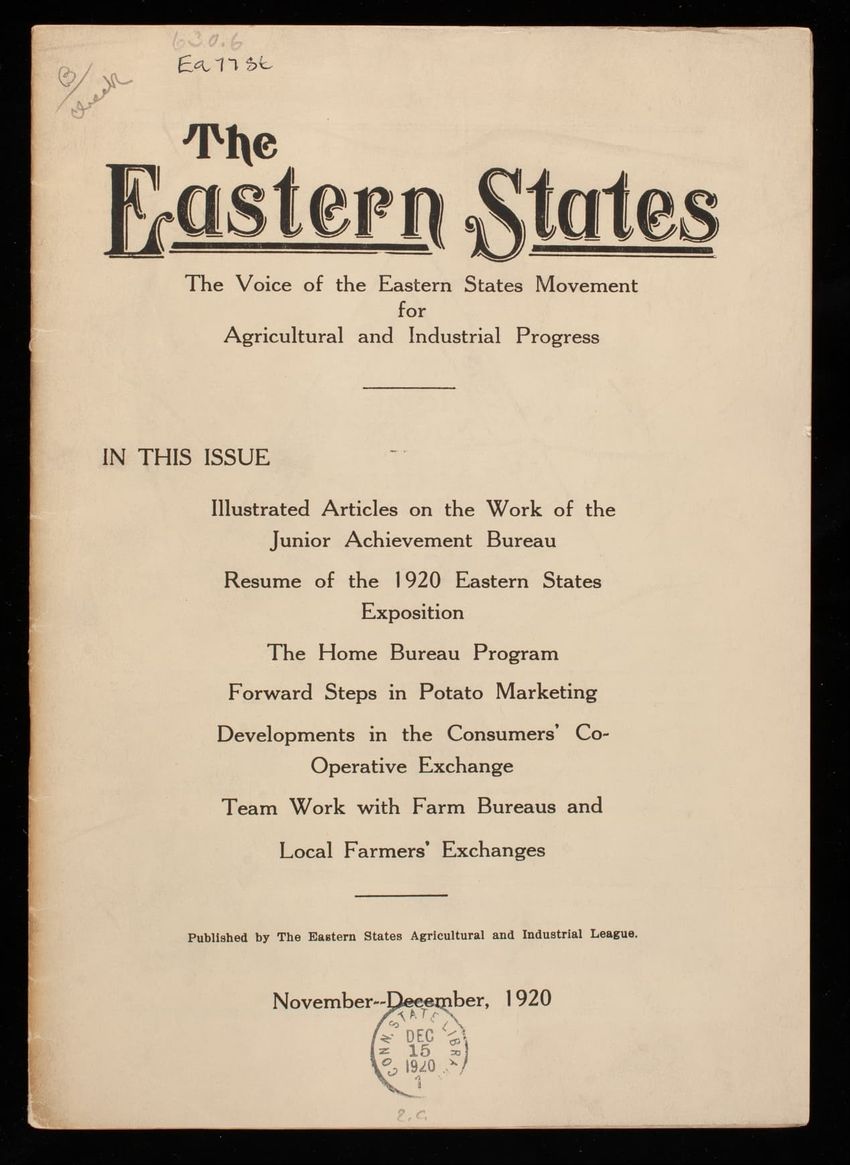 630.6
Ea77St
B/
check
The
Eastern States
The Voice of the Eastern States Movement
for
Agricultural and Industrial Progress
IN THIS ISSUE
Illustrated Articles on the Work of the
Junior Achievement Bureau
Resume of the 1920 Eastern States
Exposition
The Home Bureau Program
Forward Steps in Potato Marketing
Developments in the Consumers' Co-
Operative Exchange
Team Work with Farm Bureaus and
Local Farmers' Exchanges
Published by The Eastern States Agricultural and Industrial League.
November--December, 1920
CONN. STATE LIBRA
DEC
15
1920
1
2.c.